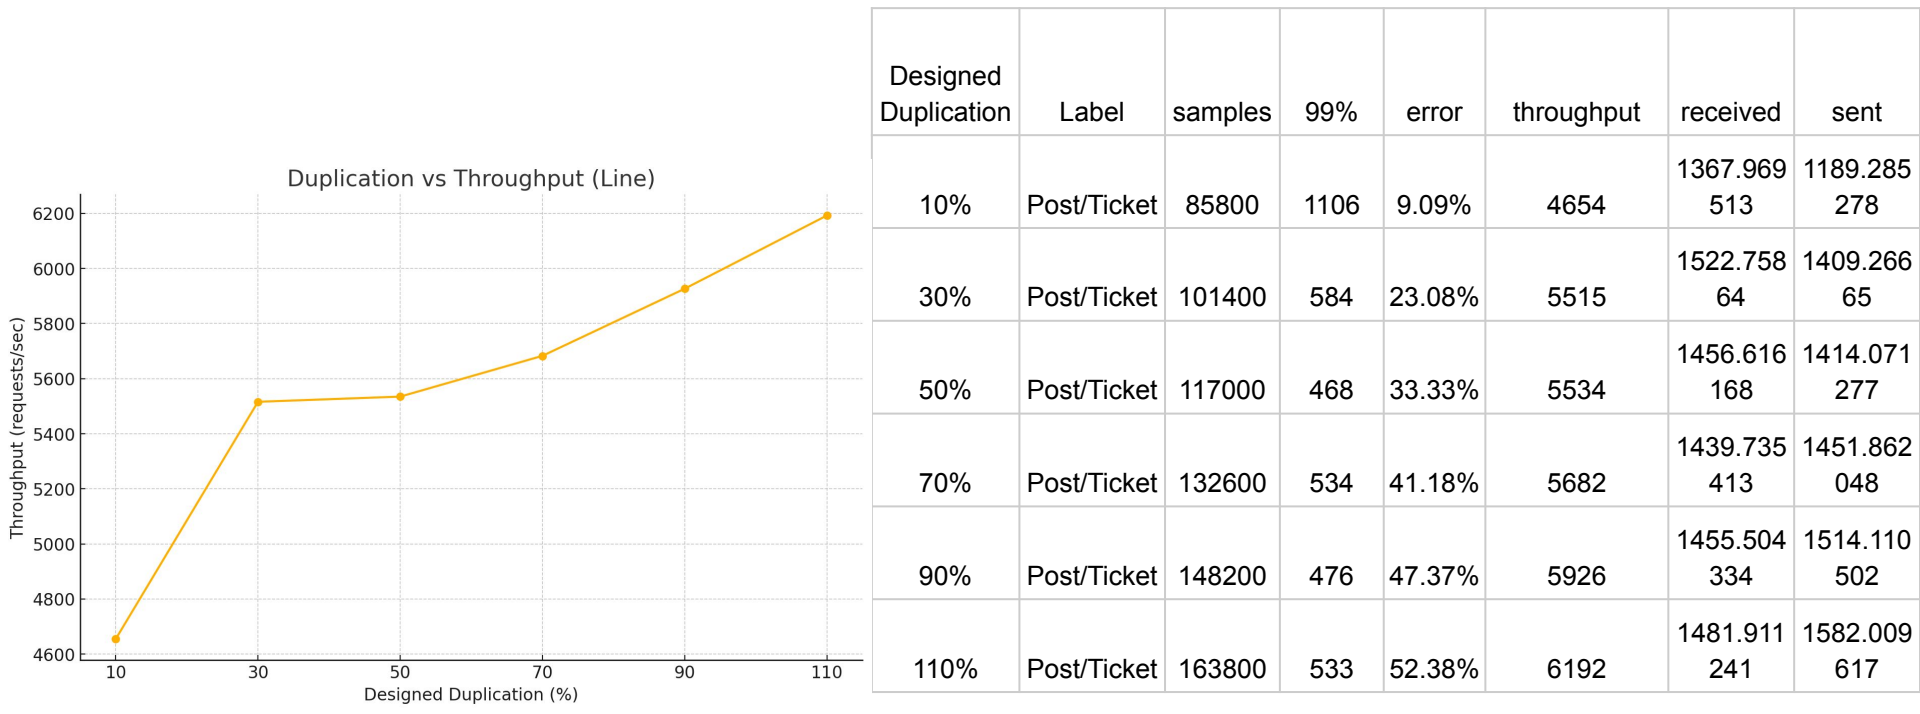 Duplication vs Throughput (Line)
6200
6000
5800
5600
5400
5200
5000
4800
4600
Throughput (requests/sec)
10 30 50 70 90 110
Designed Duplication (%)
Designed
Duplication Label samples 99% error throughput received sent
1367.969 1189.285
10% Post/Ticket 85800 1106 9.09% 4654 513 278
1522.758 1409.266
30% Post/Ticket 101400 584 23.08% 5515 64 65
1456.616 1414.071
50% Post/Ticket 117000 468 33.33% 5534 168 277
1439.735 1451.862
70% Post/Ticket 132600 534 41.18% 5682 413 048
1455.504 1514.110
90% Post/Ticket 148200 476 47.37% 5926 334 502
1481.911 1582.009
110% Post/Ticket 163800 533 52.38% 6192 241 617